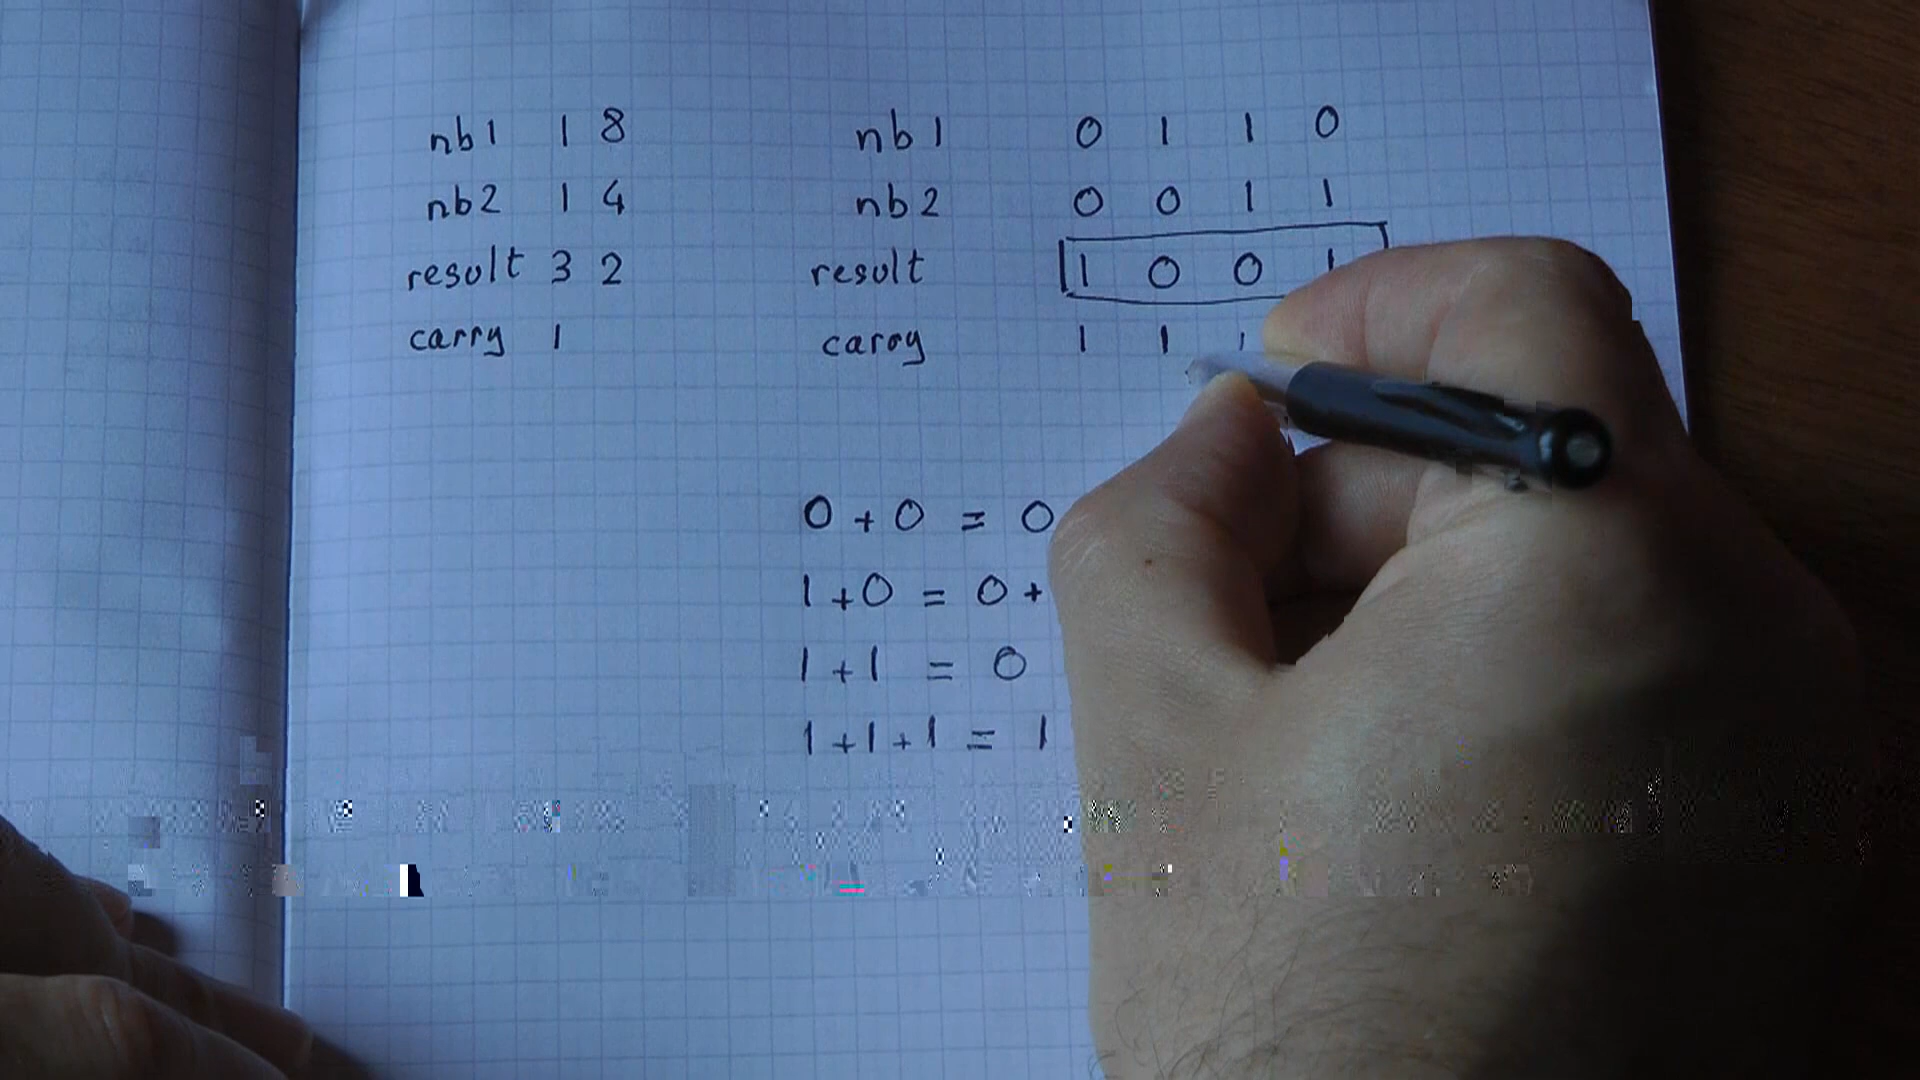 nb1 1 8
nb2 1 4
result 3 2
carry 1
nb1 0 1 1 0
nb2 0 0 1 1
result 1 0 0 1
carry 1 1
0 + 0 = 0
1 + 0 = 0 +
1 + 1 = 0
1 + 1 + 1 = 1